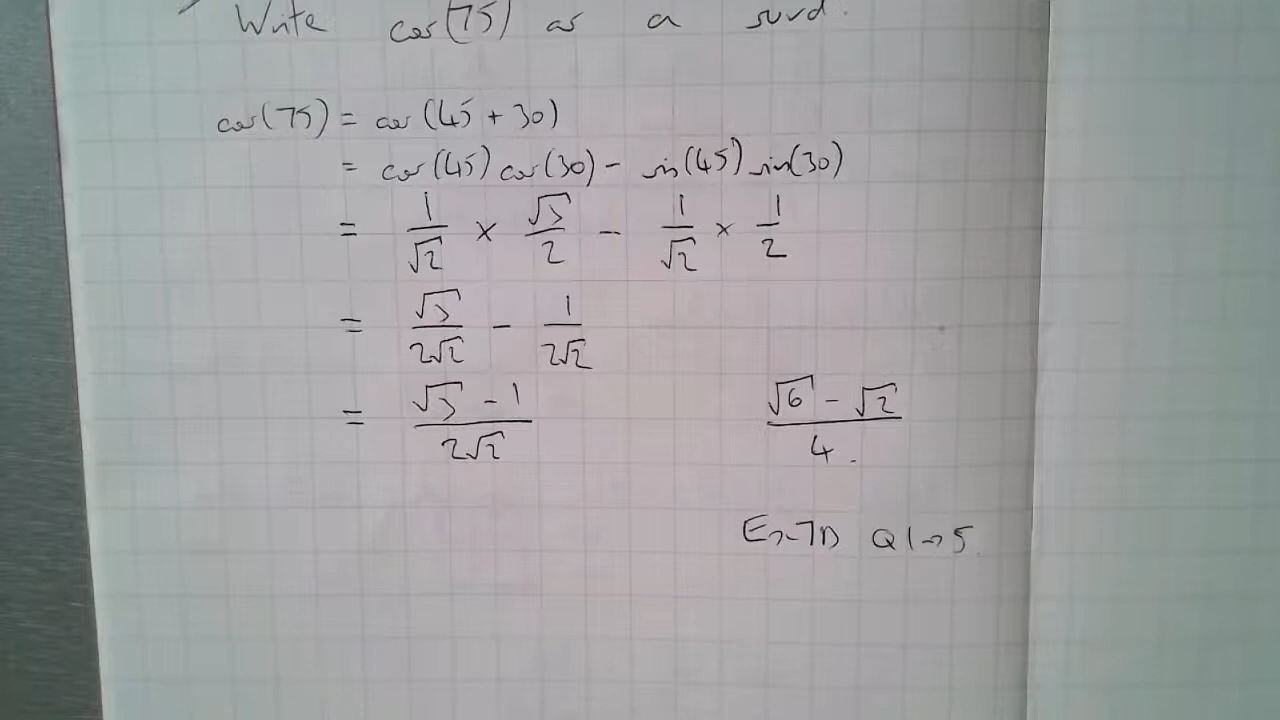 Write cos(75) as a surd.
cos(75) = cos(45 + 30)
= cos(45) cos(30) - sin(45) sin(30)
= 1/√2 × √3/2 - 1/√2 × 1/2
= √3/2√2 - 1/2√2
= √3 - 1/2√2
√6 - √2/4.
Ex 7D Q1→5.